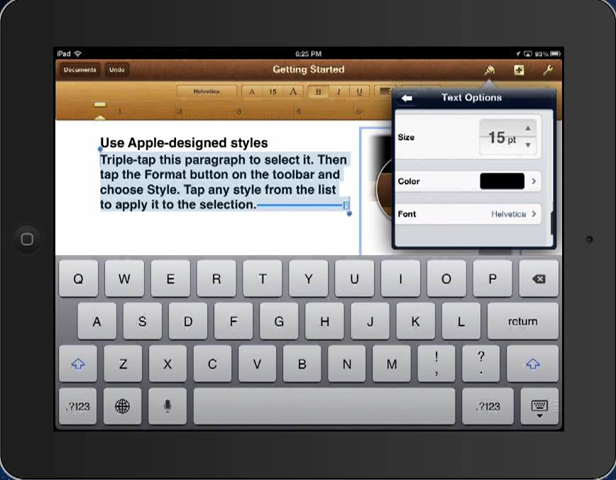 iPad
6:25 PM
93%
Documents
Undo
Getting Started
Helvetica
A
15
A
B
I
U
Text Options
Size
15 pt
Color
Font
Helvetica
Use Apple-designed styles
Triple-tap this paragraph to select it. Then
tap the Format button on the toolbar and
choose Style. Tap any style from the list
to apply it to the selection.
Q W E R T Y U I O P
A S D F G H J K L return
Z X C V B N M ! , ? .
.?123
.?123